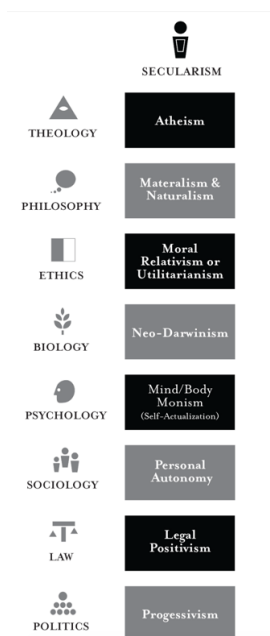 SECULARISM
THEOLOGY
Atheism
PHILOSOPHY
Materalism &
Naturalism
ETHICS
Moral
Relativism or
Utilitarianism
BIOLOGY
Neo-Darwinism
PSYCHOLOGY
Mind/Body
Monism
(Self-Actualization)
SOCIOLOGY
Personal
Autonomy
LAW
Legal
Positivism
POLITICS
Progessivism